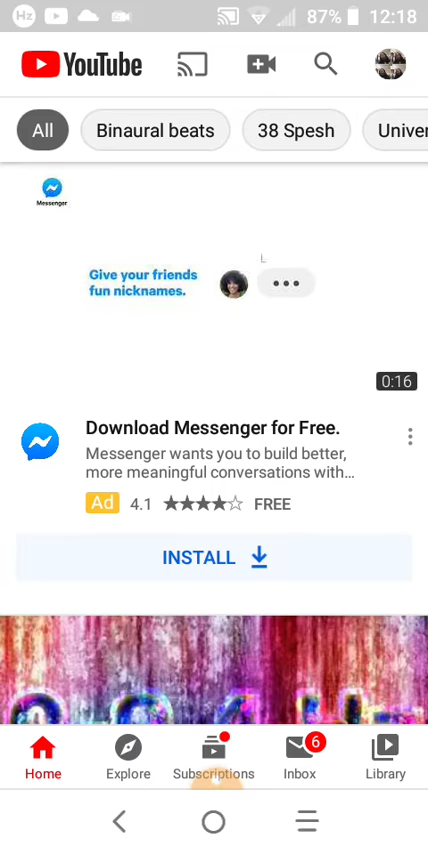 Hz 87% 12:18
YouTube
All Binaural beats 38 Spesh Univer
Messenger
Give your friends
fun nicknames.
0:16
Download Messenger for Free.
Messenger wants you to build better,
more meaningful conversations with...
Ad 4.1 ★★★★☆ FREE
INSTALL
Home Explore Subscriptions Inbox 6 Library